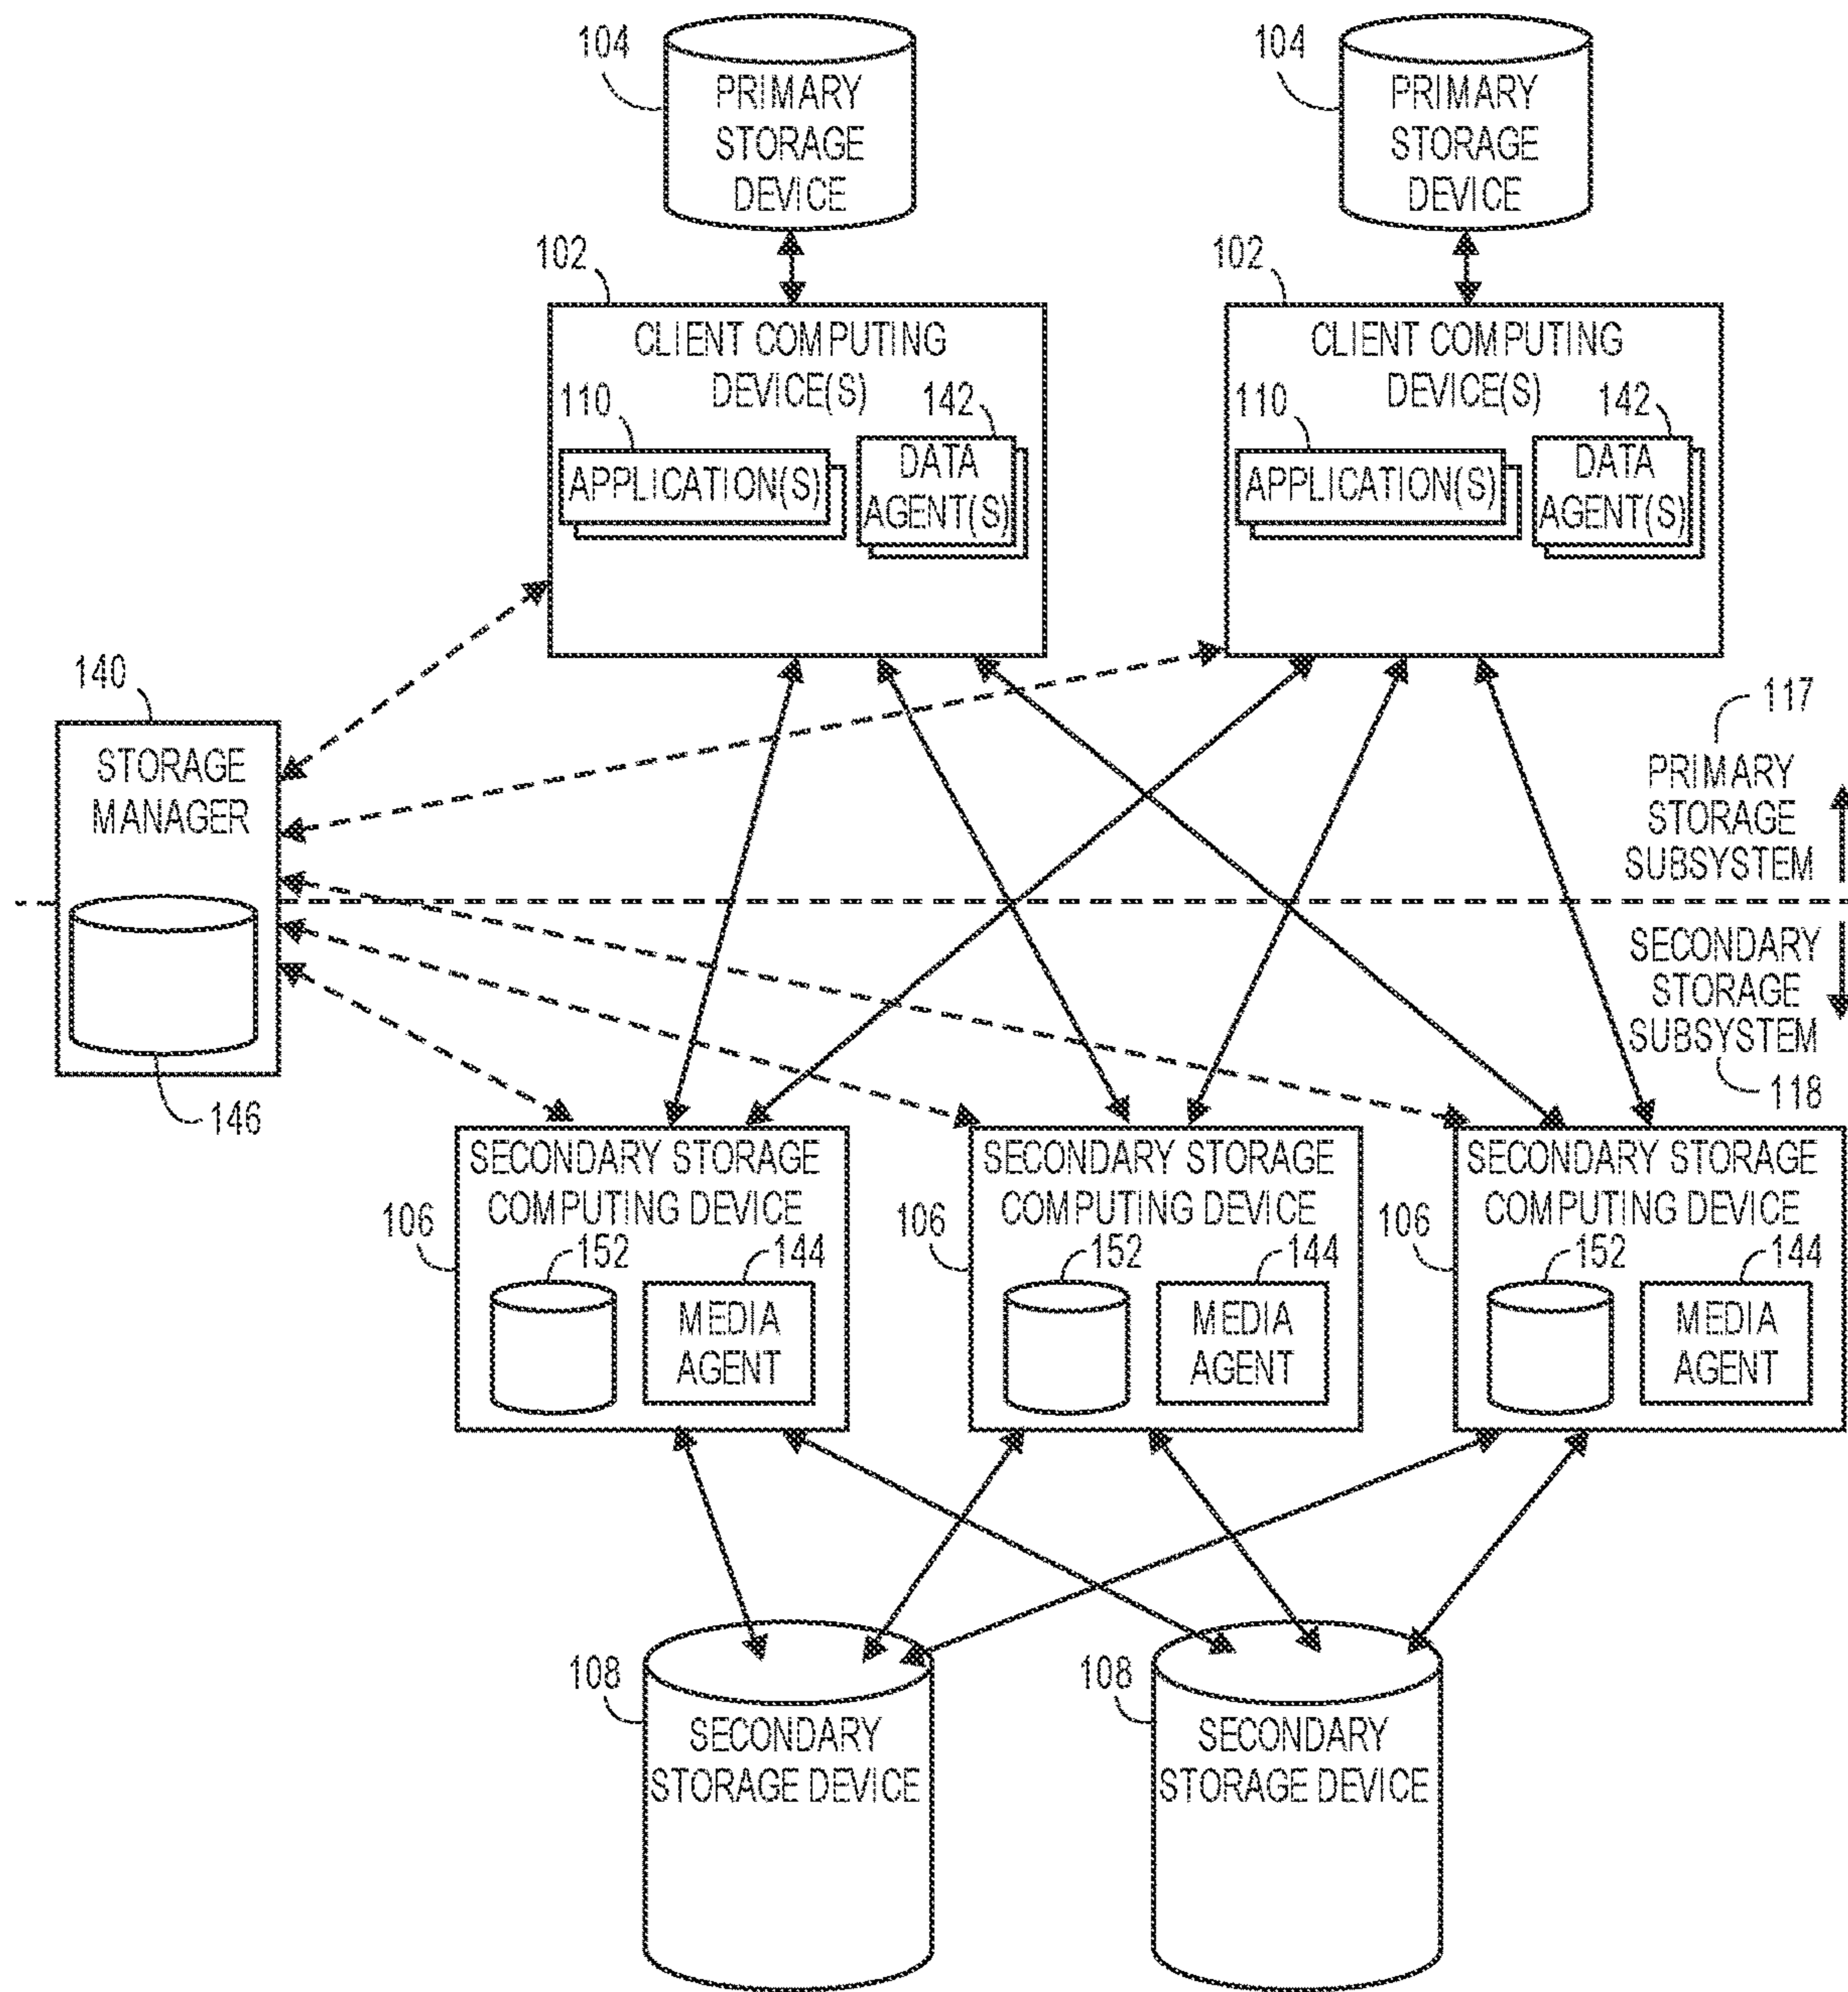 104
PRIMARY
STORAGE
DEVICE
104
PRIMARY
STORAGE
DEVICE
102
CLIENT COMPUTING
DEVICE(S)
110
142
APPLICATION(S)
DATA
AGENT(S)
102
CLIENT COMPUTING
DEVICE(S)
110
142
APPLICATION(S)
DATA
AGENT(S)
140
STORAGE
MANAGER
146
117
PRIMARY
STORAGE
SUBSYSTEM
SECONDARY
STORAGE
SUBSYSTEM
118
106
SECONDARY STORAGE
COMPUTING DEVICE
152
144
MEDIA
AGENT
106
SECONDARY STORAGE
COMPUTING DEVICE
152
144
MEDIA
AGENT
106
SECONDARY STORAGE
COMPUTING DEVICE
152
144
MEDIA
AGENT
108
SECONDARY
STORAGE DEVICE
108
SECONDARY
STORAGE DEVICE